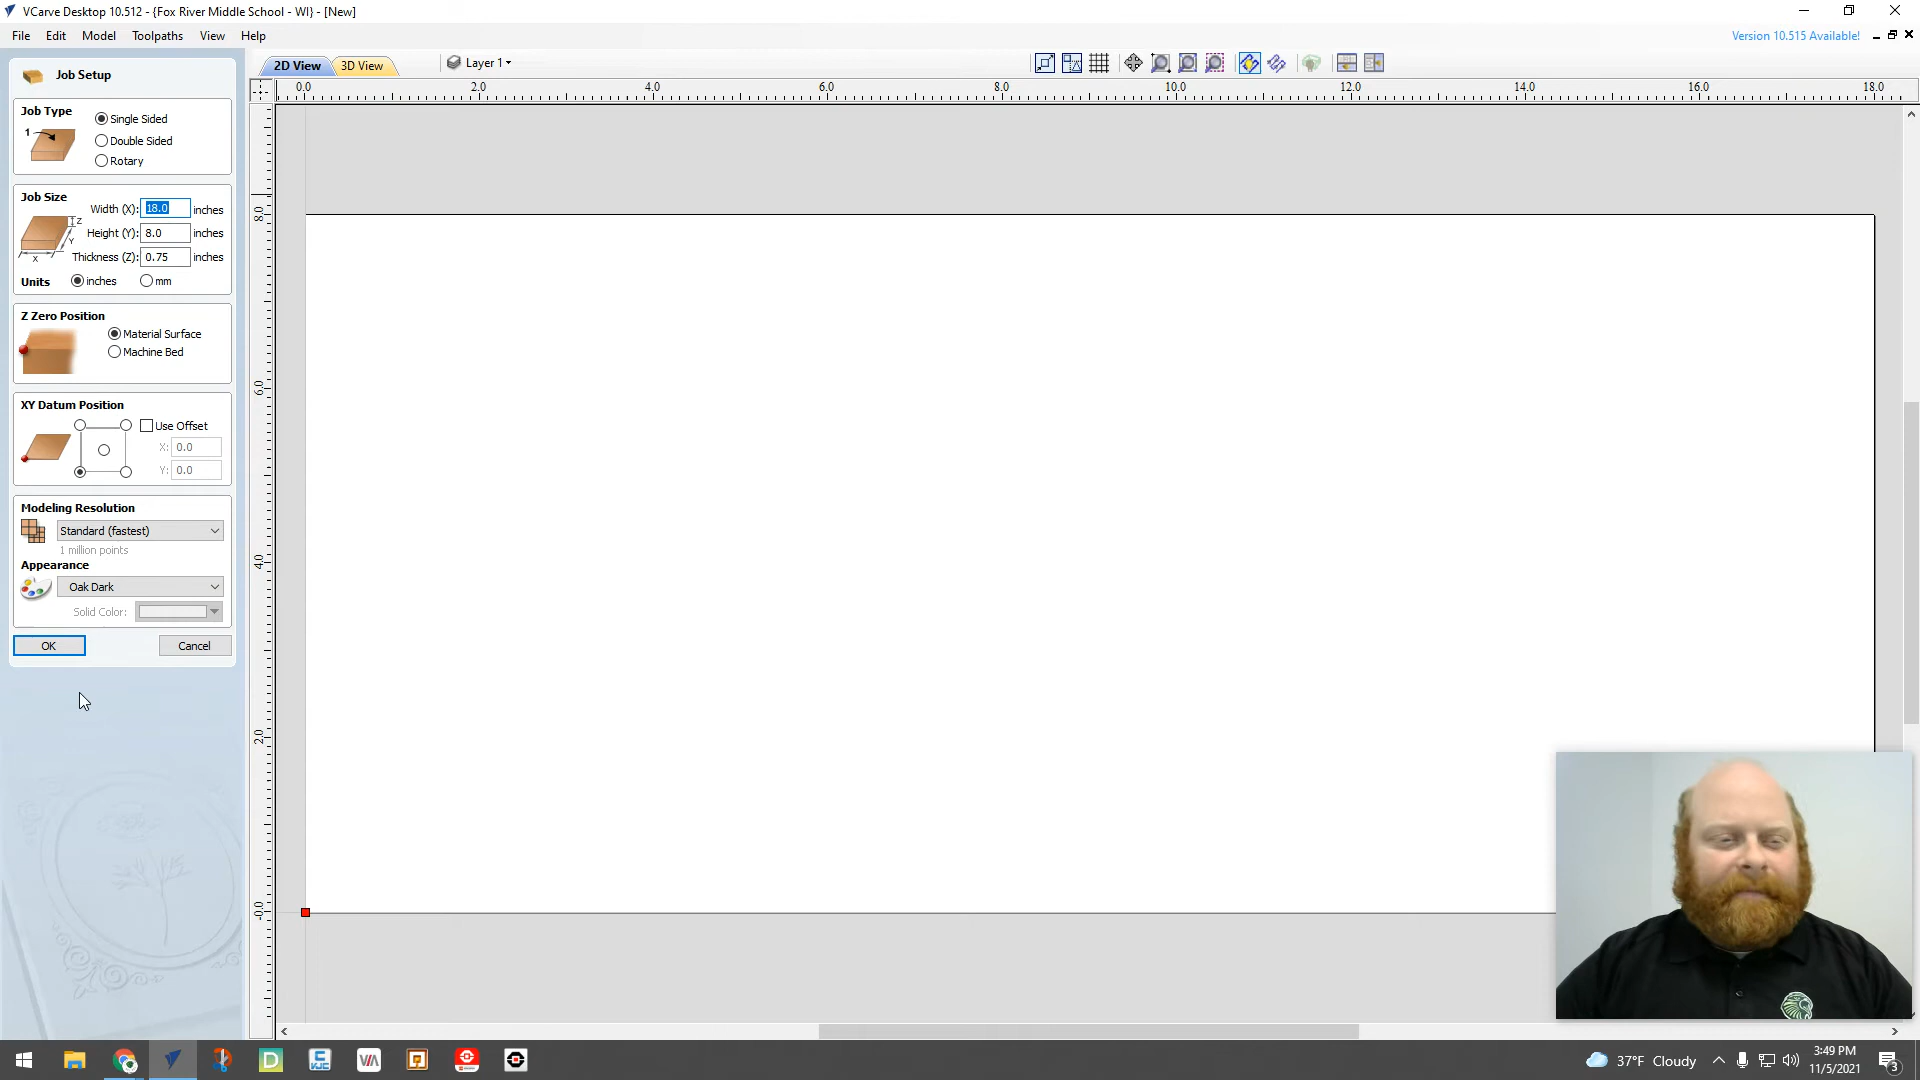 VCarve Desktop 10.512 - {Fox River Middle School - WI} - [New]
File Edit Model Toolpaths View Help
Version 10.515 Available!
Job Setup
2D View 3D View Layer 1
0.0 2.0 4.0 6.0 8.0 10.0 12.0 14.0 16.0 18.0
Job Type
1
Single Sided
Double Sided
Rotary
Job Size
Width (X): 18.0 inches
Height (Y): 8.0 inches
Thickness (Z): 0.75 inches
Z
Y
X
Units inches mm
Z Zero Position
Material Surface
Machine Bed
XY Datum Position
Use Offset
X: 0.0
Y: 0.0
Modeling Resolution
Standard (fastest)
1 million points
Appearance
Oak Dark
Solid Color:
OK Cancel
8.0
6.0
4.0
2.0
-0.0
D
VIA
37°F Cloudy
3:49 PM
11/5/2021
3